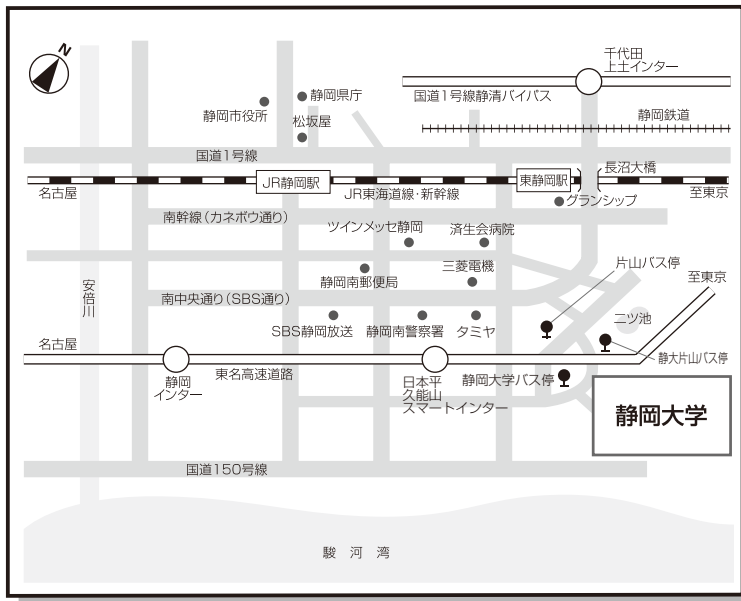 N
千代田
上土インター
国道1号線静清バイパス
静岡県庁
静岡市役所
松坂屋
静岡鉄道
国道1号線
長沼大橋
JR静岡駅
東静岡駅
名古屋
JR東海道線・新幹線
至東京
グランシップ
南幹線（カネボウ通り）
ツインメッセ静岡
済生会病院
片山バス停
静岡南郵便局
三菱電機
至東京
安倍川
南中央通り（SBS通り）
二ツ池
SBS静岡放送
静岡南警察署
タミヤ
名古屋
静大片山バス停
静岡
インター
東名高速道路
日本平
久能山
スマートインター
静岡大学バス停
静岡大学
国道150号線
駿河湾